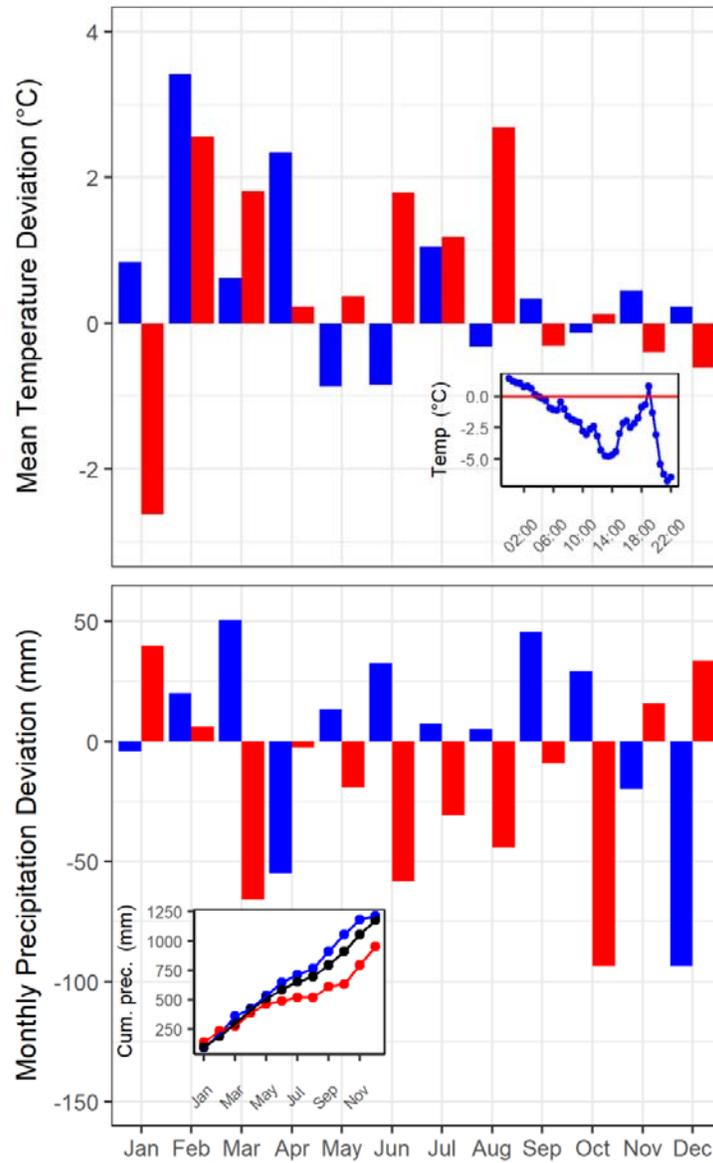 Mean Temperature Deviation (°C)
4
2
0
-2
Temp (°C)
0.0
-2.5
-5.0
02:00 06:00 10:00 14:00 18:00 22:00
Monthly Precipitation Deviation (mm)
50
0
-50
-100
-150
Cum. prec. (mm)
1250
1000
750
500
250
Jan Mar May Jul Sep Nov
Jan Feb Mar Apr May Jun Jul Aug Sep Oct Nov Dec